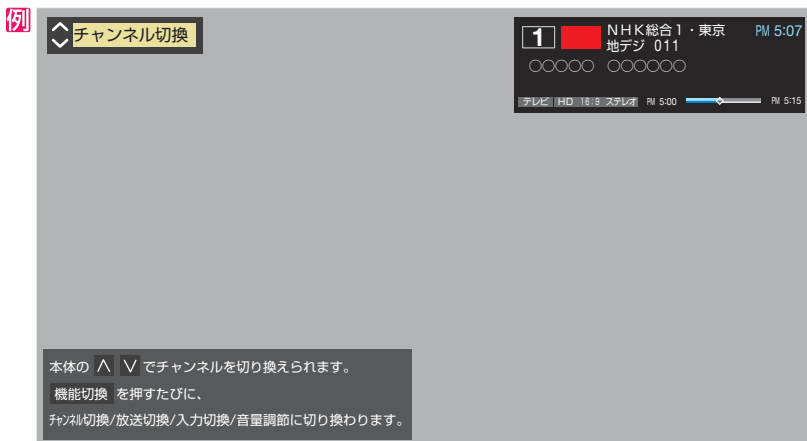 例
チャンネル切換
1 NHK総合1・東京 PM 5:07
地デジ 011
○○○○○ ○○○○○○
テレビ HD 16:9 ステレオ PM 5:00 PM 5:15
本体の ∧ ∨ でチャンネルを切り換えられます。
機能切換 を押すたびに、
ﾁｬﾝﾈﾙ切換/放送切換/入力切換/音量調節に切り換わります。